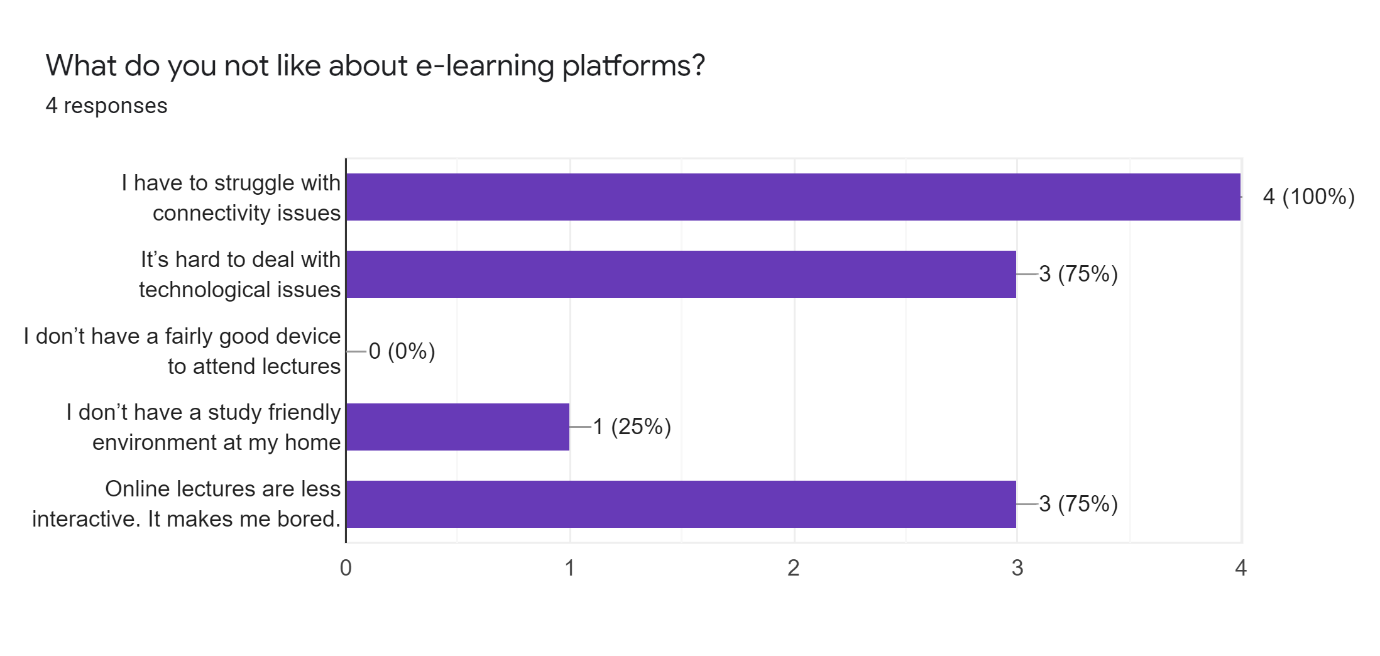 What do you not like about e-learning platforms?
4 responses
I have to struggle with
connectivity issues
4 (100%)
It’s hard to deal with
technological issues
3 (75%)
I don’t have a fairly good device
to attend lectures
0 (0%)
I don’t have a study friendly
environment at my home
1 (25%)
Online lectures are less
interactive. It makes me bored.
3 (75%)
0 1 2 3 4